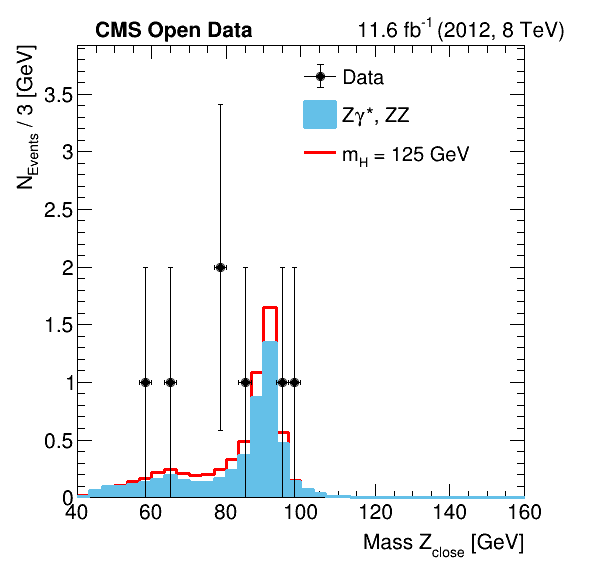 CMS Open Data
11.6 fb⁻¹ (2012, 8 TeV)
N_Events / 3 [GeV]
Data
Zγ*, ZZ
m_H = 125 GeV
3.5
3
2.5
2
1.5
1
0.5
0
40 60 80 100 120 140 160
Mass Z_close [GeV]